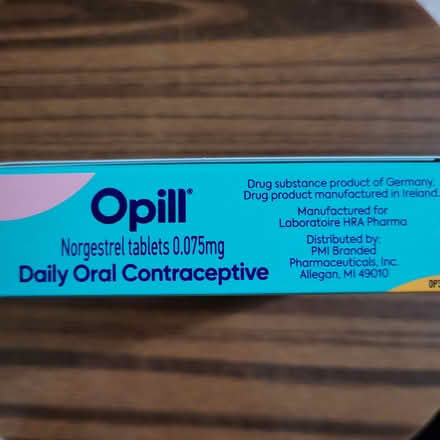 Opill®
Norgestrel tablets 0.075mg
Daily Oral Contraceptive
Drug substance product of Germany.
Drug product manufactured in Ireland.
Manufactured for
Laboratoire HRA Pharma
Distributed by:
PMI Branded
Pharmaceuticals, Inc.
Allegan, MI 49010